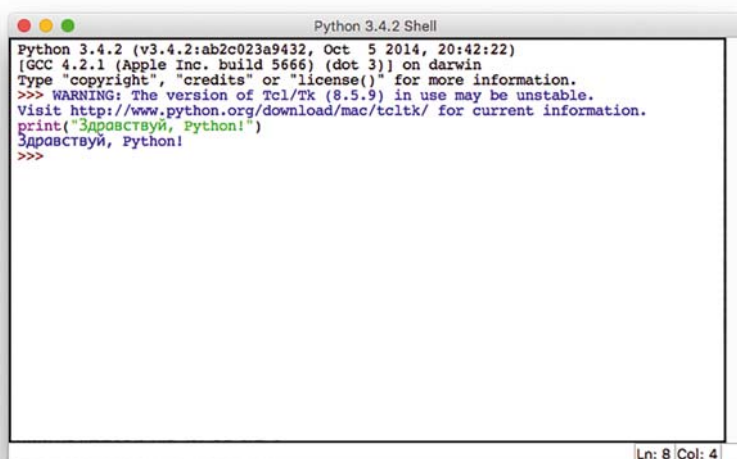 Python 3.4.2 Shell
Python 3.4.2 (v3.4.2:ab2c023a9432, Oct  5 2014, 20:42:22)
[GCC 4.2.1 (Apple Inc. build 5666) (dot 3)] on darwin
Type "copyright", "credits" or "license()" for more information.
>>> WARNING: The version of Tcl/Tk (8.5.9) in use may be unstable.
Visit http://www.python.org/download/mac/tcltk/ for current information.
print("Здравствуй, Python!")
Здравствуй, Python!
>>>
Ln: 8 Col: 4